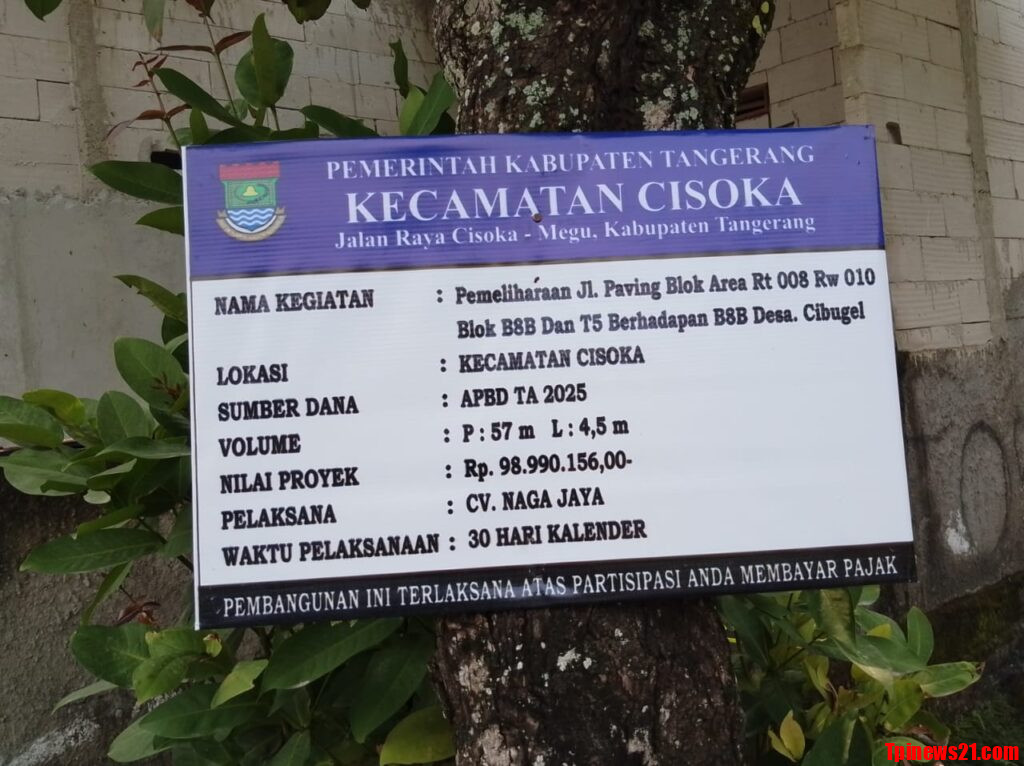 PEMERINTAH KABUPATEN TANGERANG
KECAMATAN CISOKA
Jalan Raya Cisoka - Megu, Kabupaten Tangerang
NAMA KEGIATAN : Pemeliharaan Jl. Paving Blok Area Rt 008 Rw 010
Blok B8B Dan T5 Berhadapan B8B Desa. Cibugel
LOKASI : KECAMATAN CISOKA
SUMBER DANA : APBD TA 2025
VOLUME : P : 57 m L : 4,5 m
NILAI PROYEK : Rp. 98.990.156,00-
PELAKSANA : CV. NAGA JAYA
WAKTU PELAKSANAAN : 30 HARI KALENDER
PEMBANGUNAN INI TERLAKSANA ATAS PARTISIPASI ANDA MEMBAYAR PAJAK